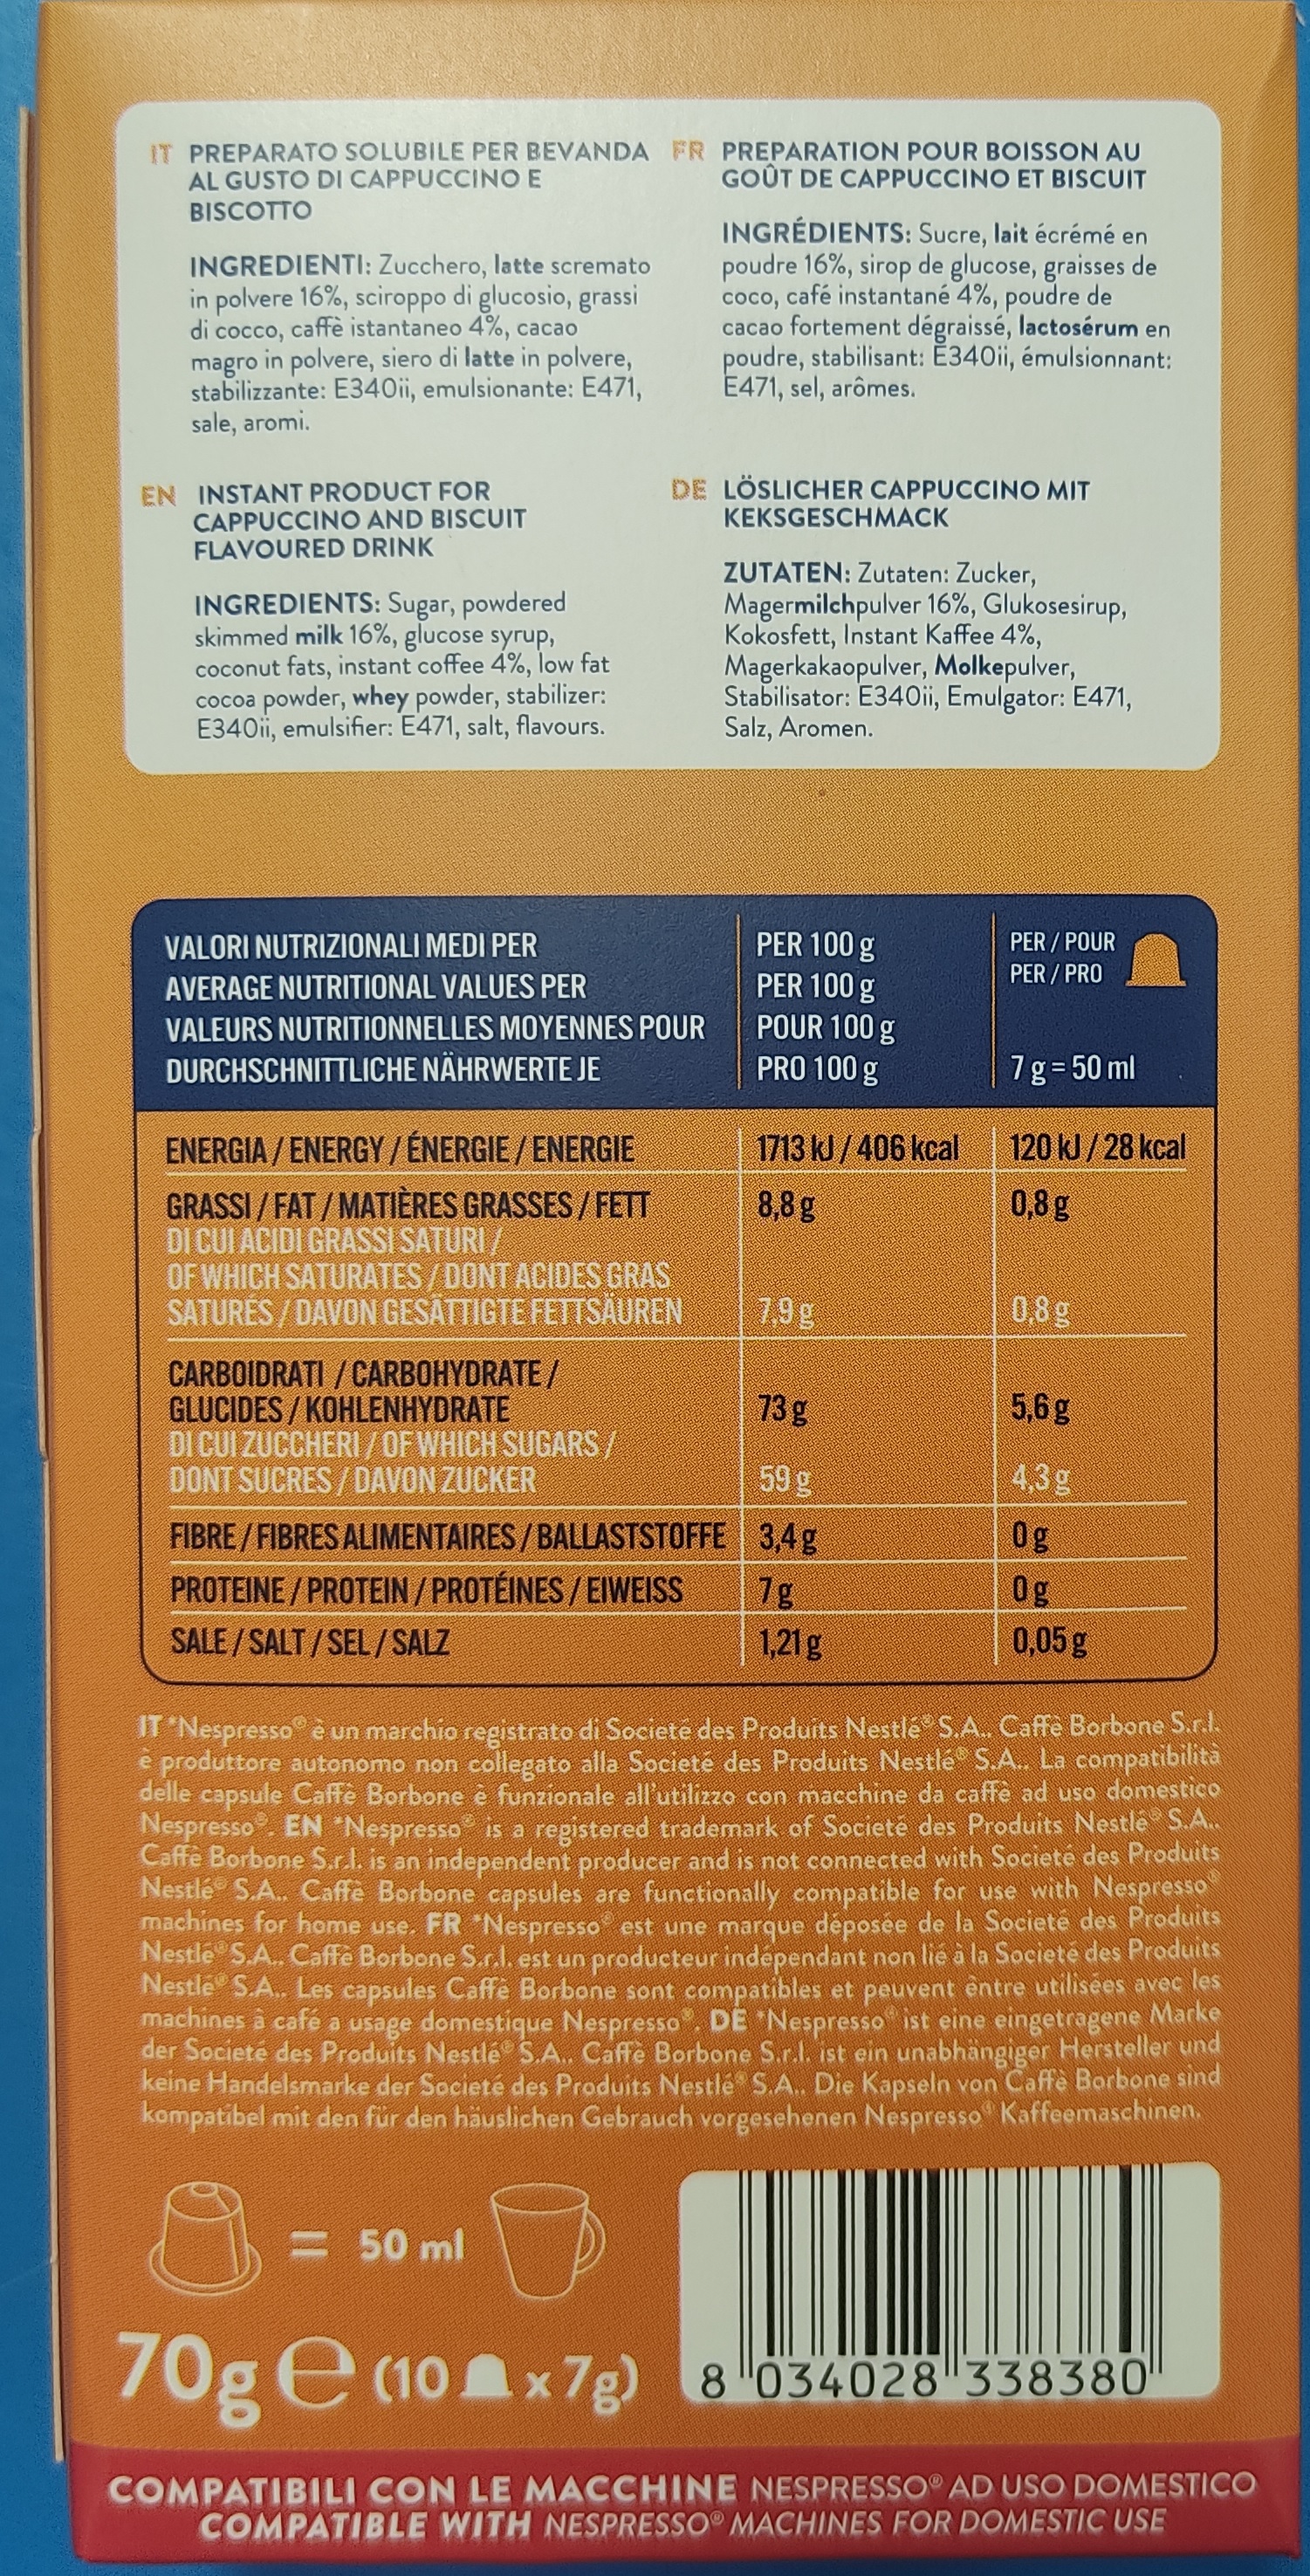 IT PREPARATO SOLUBILE PER BEVANDA
AL GUSTO DI CAPPUCCINO E
BISCOTTO
INGREDIENTI: Zucchero, latte scremato
in polvere 16%, sciroppo di glucosio, grassi
di cocco, caffè istantaneo 4%, cacao
magro in polvere, siero di latte in polvere,
stabilizzante: E340ii, emulsionante: E471,
sale, aromi.
FR PREPARATION POUR BOISSON AU
GOÛT DE CAPPUCCINO ET BISCUIT
INGRÉDIENTS: Sucre, lait écrémé en
poudre 16%, sirop de glucose, graisses de
coco, café instantané 4%, poudre de
cacao fortement dégraissé, lactosérum en
poudre, stabilisant: E340ii, émulsionnant:
E471, sel, arômes.
EN INSTANT PRODUCT FOR
CAPPUCCINO AND BISCUIT
FLAVOURED DRINK
INGREDIENTS: Sugar, powdered
skimmed milk 16%, glucose syrup,
coconut fats, instant coffee 4%, low fat
cocoa powder, whey powder, stabilizer:
E340ii, emulsifier: E471, salt, flavours.
DE LÖSLICHER CAPPUCCINO MIT
KEKSGESCHMACK
ZUTATEN: Zutaten: Zucker,
Magermilchpulver 16%, Glukosesirup,
Kokosfett, Instant Kaffee 4%,
Magerkakaopulver, Molkepulver,
Stabilisator: E340ii, Emulgator: E471,
Salz, Aromen.
VALORI NUTRIZIONALI MEDI PER PER 100 g PER / POUR
AVERAGE NUTRITIONAL VALUES PER PER 100 g PER / PRO
VALEURS NUTRITIONNELLES MOYENNES POUR POUR 100 g
DURCHSCHNITTLICHE NÄHRWERTE JE PRO 100 g 7 g = 50 ml
ENERGIA / ENERGY / ÉNERGIE / ENERGIE 1713 kJ / 406 kcal 120 kJ / 28 kcal
GRASSI / FAT / MATIÈRES GRASSES / FETT 8,8 g 0,8 g
DI CUI ACIDI GRASSI SATURI /
OF WHICH SATURATES / DONT ACIDES GRAS
SATURÉS / DAVON GESÄTTIGTE FETTSÄUREN 7,9 g 0,8 g
CARBOIDRATI / CARBOHYDRATE /
GLUCIDES / KOHLENHYDRATE 73 g 5,6 g
DI CUI ZUCCHERI / OF WHICH SUGARS /
DONT SUCRES / DAVON ZUCKER 59 g 4,3 g
FIBRE / FIBRES ALIMENTAIRES / BALLASTSTOFFE 3,4 g 0 g
PROTEINE / PROTEIN / PROTÉINES / EIWEISS 7 g 0 g
SALE / SALT / SEL / SALZ 1,21 g 0,05 g
IT *Nespresso® è un marchio registrato di Societé des Produits Nestlé® S.A.. Caffè Borbone S.r.l.
è produttore autonomo non collegato alla Societé des Produits Nestlé® S.A.. La compatibilità
delle capsule Caffè Borbone è funzionale all'utilizzo con macchine da caffè ad uso domestico
Nespresso®. EN *Nespresso® is a registered trademark of Societé des Produits Nestlé® S.A..
Caffè Borbone S.r.l. is an independent producer and is not connected with Societé des Produits
Nestlé® S.A.. Caffè Borbone capsules are functionally compatible for use with Nespresso®
machines for home use. FR *Nespresso® est une marque déposée de la Societé des Produits
Nestlé® S.A.. Caffè Borbone S.r.l. est un producteur indépendant non lié à la Societé des Produits
Nestlé® S.A.. Les capsules Caffè Borbone sont compatibles et peuvent êntre utilisées avec les
machines à café a usage domestique Nespresso®. DE *Nespresso® ist eine eingetragene Marke
der Societé des Produits Nestlé® S.A.. Caffè Borbone S.r.l. ist ein unabhängiger Hersteller und
keine Handelsmarke der Societé des Produits Nestlé® S.A.. Die Kapseln von Caffè Borbone sind
kompatibel mit den für den häuslichen Gebrauch vorgesehenen Nespresso® Kaffeemaschinen.
= 50 ml
70g e (10 x 7g)
8 034028 338380
COMPATIBILI CON LE MACCHINE NESPRESSO® AD USO DOMESTICO
COMPATIBLE WITH NESPRESSO® MACHINES FOR DOMESTIC USE